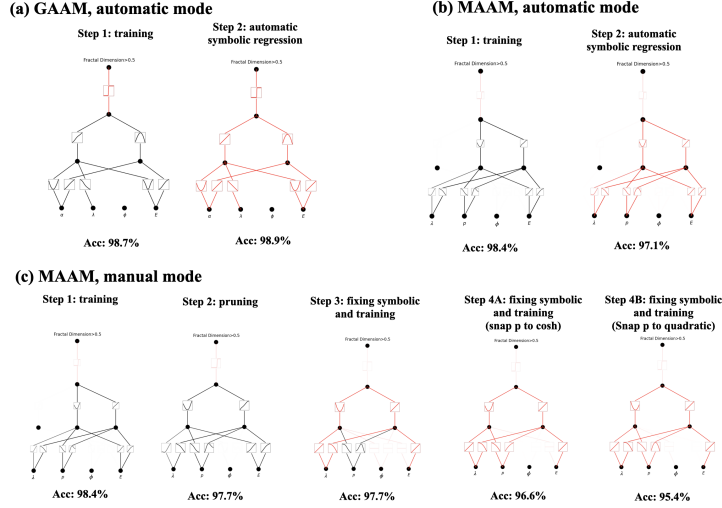 (a) GAAM, automatic mode
Step 1: training
Step 2: automatic
symbolic regression
Fractal Dimension>0.5
Fractal Dimension>0.5
α
λ
ϕ
E
α
λ
ϕ
E
Acc: 98.7%
Acc: 98.9%
(b) MAAM, automatic mode
Step 1: training
Step 2: automatic
symbolic regression
Fractal Dimension>0.5
Fractal Dimension>0.5
λ
p
ϕ
E
λ
p
ϕ
E
Acc: 98.4%
Acc: 97.1%
(c) MAAM, manual mode
Step 1: training
Step 2: pruning
Step 3: fixing symbolic
and training
Step 4A: fixing symbolic
and training
(snap p to cosh)
Step 4B: fixing symbolic
and training
(Snap p to quadratic)
Fractal Dimension>0.5
Fractal Dimension>0.5
Fractal Dimension>0.5
Fractal Dimension>0.5
Fractal Dimension>0.5
λ
p
ϕ
E
λ
p
ϕ
E
λ
p
ϕ
E
λ
p
ϕ
E
λ
p
ϕ
E
Acc: 98.4%
Acc: 97.7%
Acc: 97.7%
Acc: 96.6%
Acc: 95.4%